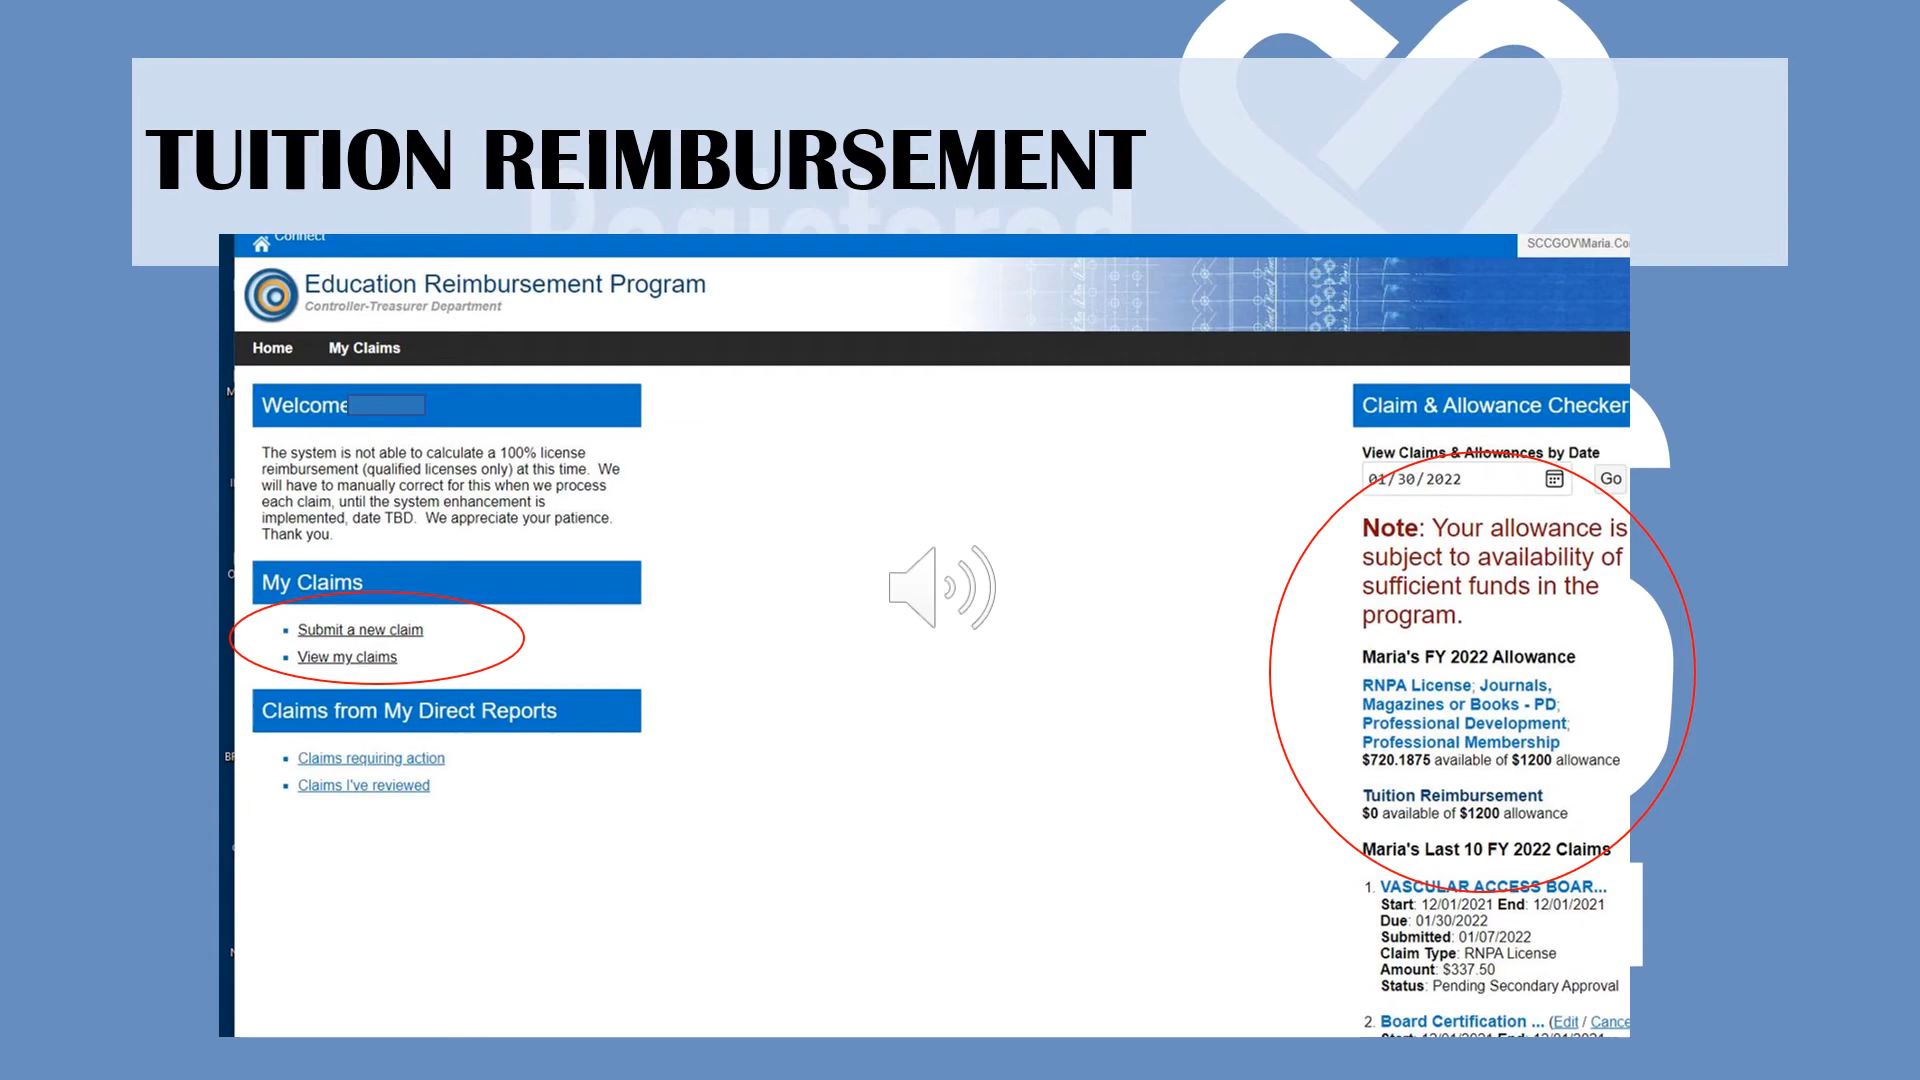 TUITION REIMBURSEMENT
Registered
Connect
SCCGOV\Maria.Co
Education Reimbursement Program
Controller-Treasurer Department
Home My Claims
Welcome
The system is not able to calculate a 100% license
reimbursement (qualified licenses only) at this time. We
will have to manually correct for this when we process
each claim, until the system enhancement is
implemented, date TBD. We appreciate your patience.
Thank you.
My Claims
Submit a new claim
View my claims
Claims from My Direct Reports
Claims requiring action
Claims I've reviewed
Claim & Allowance Checker
View Claims & Allowances by Date
01/30/2022 Go
Note: Your allowance is
subject to availability of
sufficient funds in the
program.
Maria's FY 2022 Allowance
RNPA License; Journals,
Magazines or Books - PD;
Professional Development;
Professional Membership
$720.1875 available of $1200 allowance
Tuition Reimbursement
$0 available of $1200 allowance
Maria's Last 10 FY 2022 Claims
1. VASCULAR ACCESS BOAR...
Start: 12/01/2021 End: 12/01/2021
Due: 01/30/2022
Submitted: 01/07/2022
Claim Type: RNPA License
Amount: $337.50
Status: Pending Secondary Approval
2. Board Certification ... (Edit / Cance
Start: 12/01/2021 End: 12/01/2021